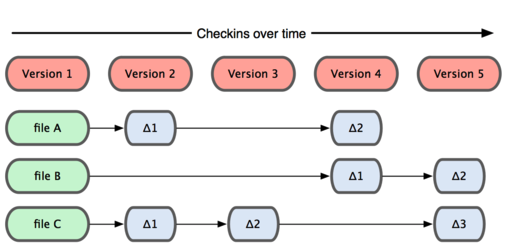 Checkins over time
Version 1 Version 2 Version 3 Version 4 Version 5
file A Δ1 Δ2
file B Δ1 Δ2
file C Δ1 Δ2 Δ3